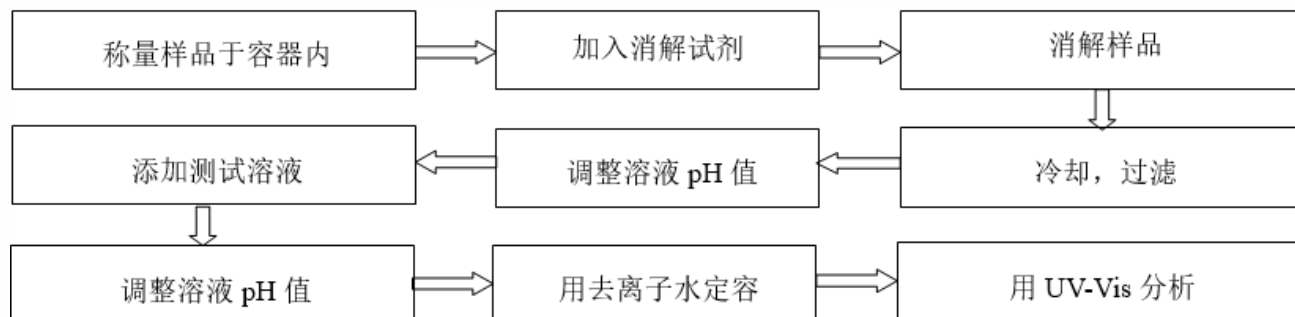 称量样品于容器内
加入消解试剂
消解样品
冷却，过滤
调整溶液 pH 值
添加测试溶液
调整溶液 pH 值
用去离子水定容
用 UV-Vis 分析